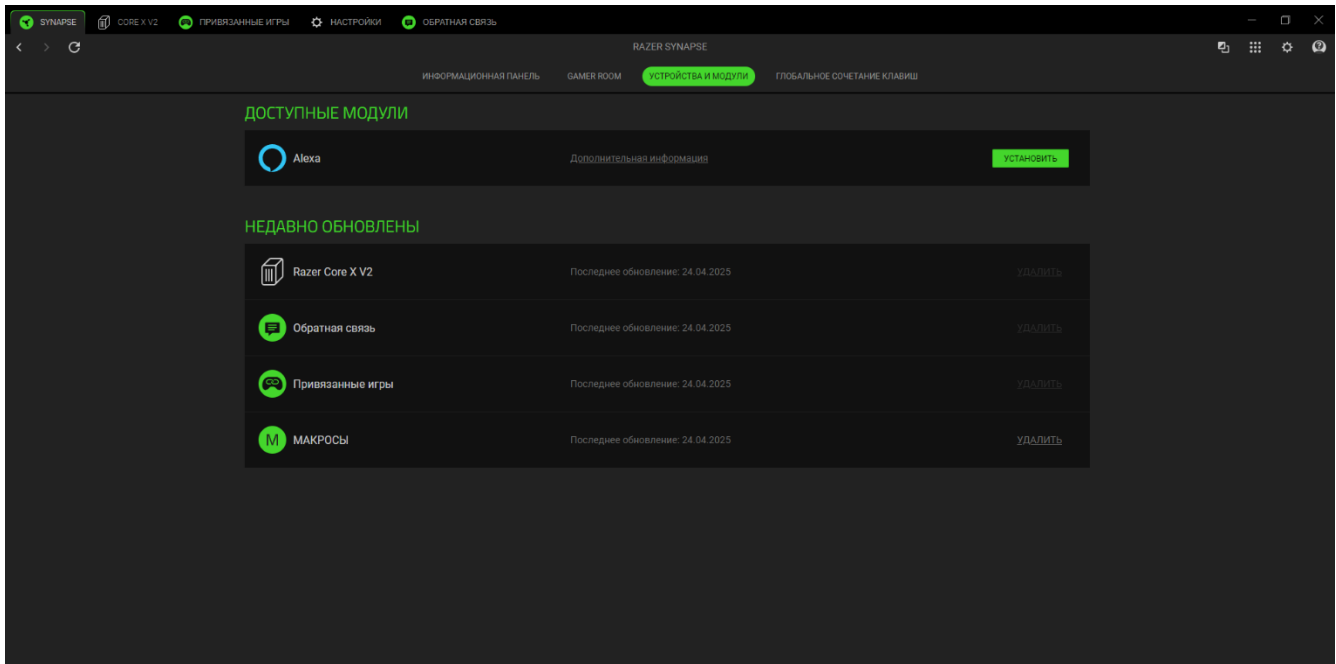 SYNAPSE CORE X V2 ПРИВЯЗАННЫЕ ИГРЫ НАСТРОЙКИ ОБРАТНАЯ СВЯЗЬ
RAZER SYNAPSE
ИНФОРМАЦИОННАЯ ПАНЕЛЬ GAMER ROOM УСТРОЙСТВА И МОДУЛИ ГЛОБАЛЬНОЕ СОЧЕТАНИЕ КЛАВИШ
ДОСТУПНЫЕ МОДУЛИ
Alexa Дополнительная информация УСТАНОВИТЬ
НЕДАВНО ОБНОВЛЕНЫ
Razer Core X V2 Последнее обновление: 24.04.2025 УДАЛИТЬ
Обратная связь Последнее обновление: 24.04.2025 УДАЛИТЬ
Привязанные игры Последнее обновление: 24.04.2025 УДАЛИТЬ
M МАКРОСЫ Последнее обновление: 24.04.2025 УДАЛИТЬ